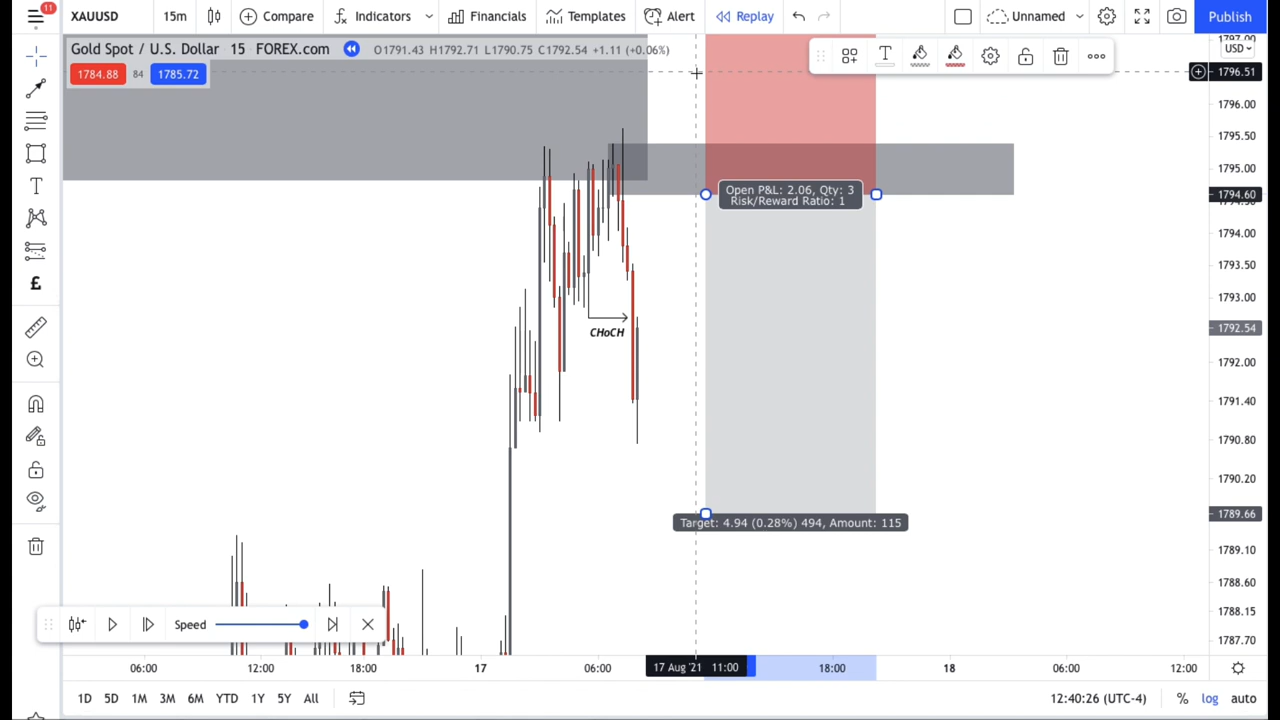 11
XAUUSD 15m Compare Indicators Financials Templates Alert Replay Unnamed Publish
Gold Spot / U.S. Dollar 15 FOREX.com O1791.43 H1792.71 L1790.75 C1792.54 +1.11 (+0.06%)
1784.88 84 1785.72
1797.00
USD
1796.51
1796.00
1795.50
1795.00
1794.60
1794.00
1793.50
1793.00
1792.54
1792.00
1791.40
1790.80
1790.20
1789.66
1789.10
1788.60
1788.15
1787.70
Open P&L: 2.06, Qty: 3
Risk/Reward Ratio: 1
CHoCH
Target: 4.94 (0.28%) 494, Amount: 115
Speed
06:00 12:00 18:00 17 06:00 17 Aug '21 11:00 18:00 18 06:00 12:00
1D 5D 1M 3M 6M YTD 1Y 5Y All 12:40:26 (UTC-4) % log auto